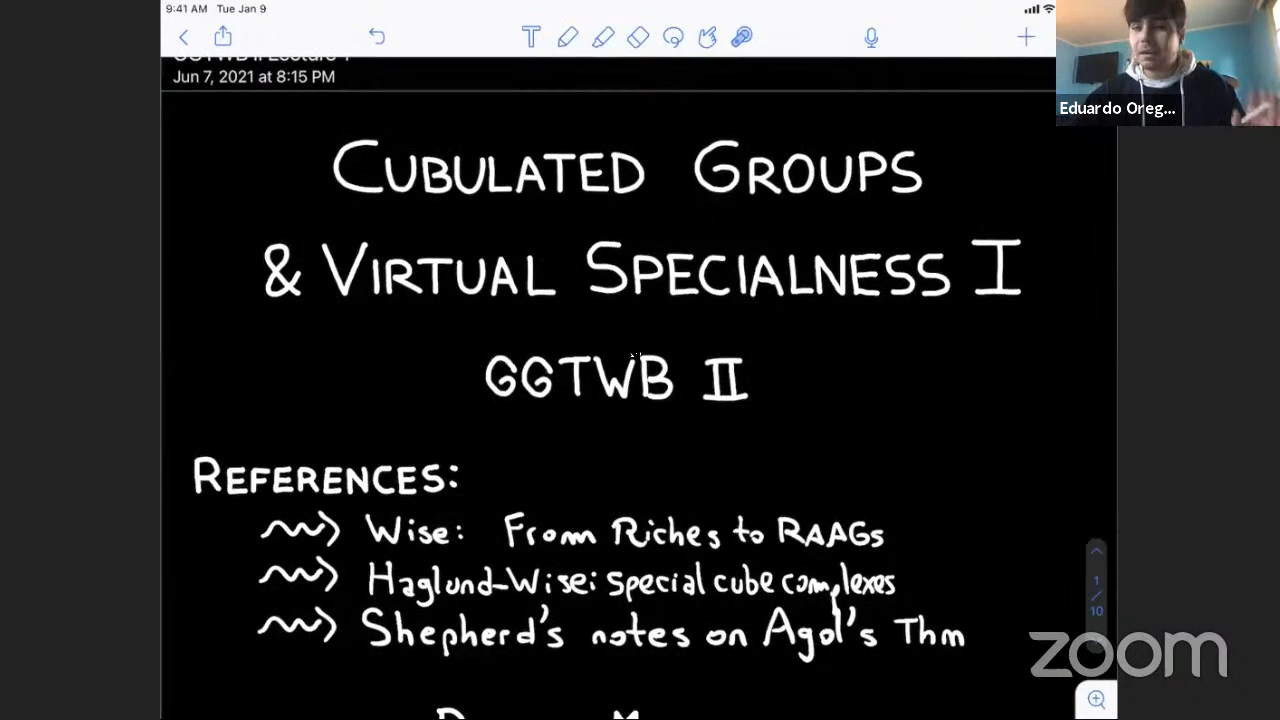 9:41 AM Tue Jan 9
Jun 7, 2021 at 8:15 PM
Eduardo Oreg...
CUBULATED GROUPS
& VIRTUAL SPECIALNESS I
GGTWB II
REFERENCES:
Wise: From Riches to RAAGs
Haglund-Wise: special cube complexes
Shepherd's notes on Agol's Thm
1
/
10
zoom